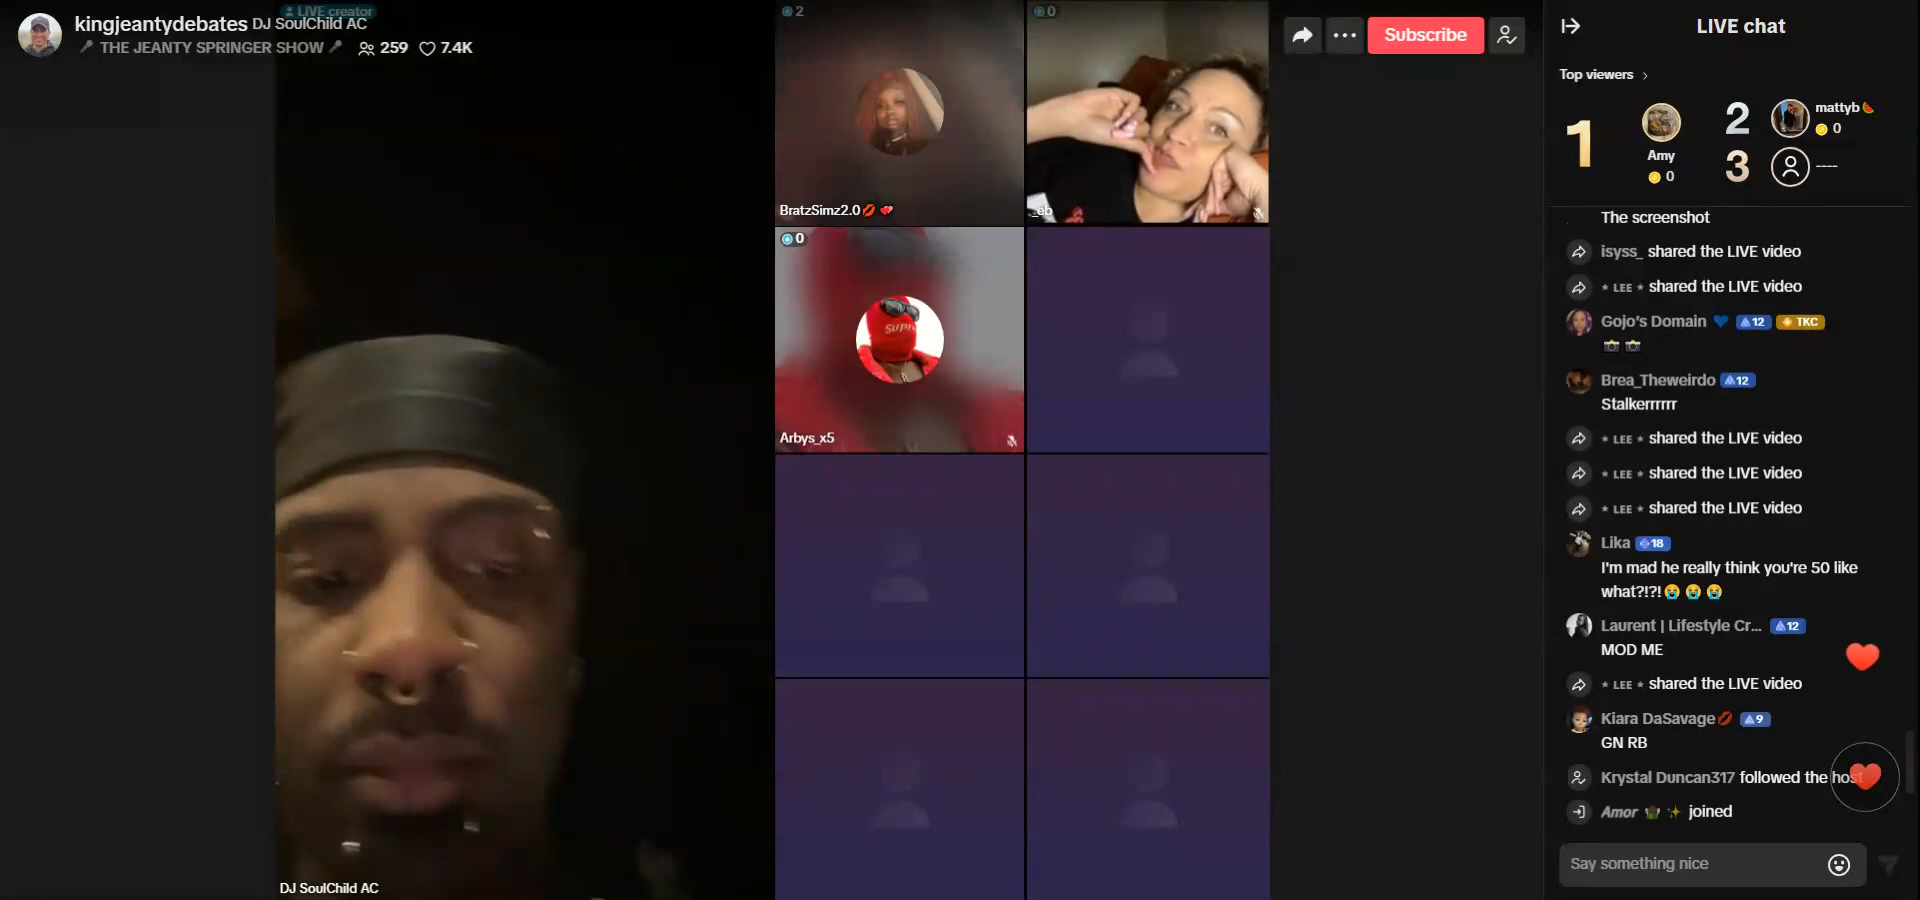 LIVE creator
kingjeantydebates DJ SoulChild AC
THE JEANTY SPRINGER SHOW 259 7.4K
2
0
Subscribe
BratzSimz2.0
_eb
0
SUPR
Arbys_x5
DJ SoulChild AC
LIVE chat
Top viewers
1
Amy
0
2
mattyb
0
3
----
The screenshot
isyss_ shared the LIVE video
LEE shared the LIVE video
Gojo's Domain 12 TKC
Brea_Theweirdo 12
Stalkerrrrrr
LEE shared the LIVE video
LEE shared the LIVE video
LEE shared the LIVE video
Lika 18
I'm mad he really think you're 50 like
what?!?!😭😭😭
Laurent | Lifestyle Cr... 12
MOD ME
LEE shared the LIVE video
Kiara DaSavage 9
GN RB
Krystal Duncan317 followed the host
Amor joined
Say something nice